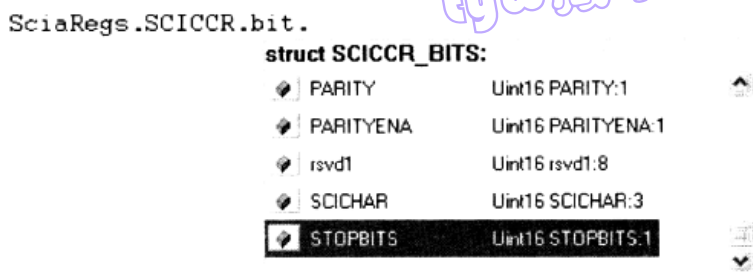 SciaRegs.SCICCR.bit.
struct SCICCR_BITS:
PARITY Uint16 PARITY:1
PARITYENA Uint16 PARITYENA:1
rsvd1 Uint16 rsvd1:8
SCICHAR Uint16 SCICHAR:3
STOPBITS Uint16 STOPBITS:1